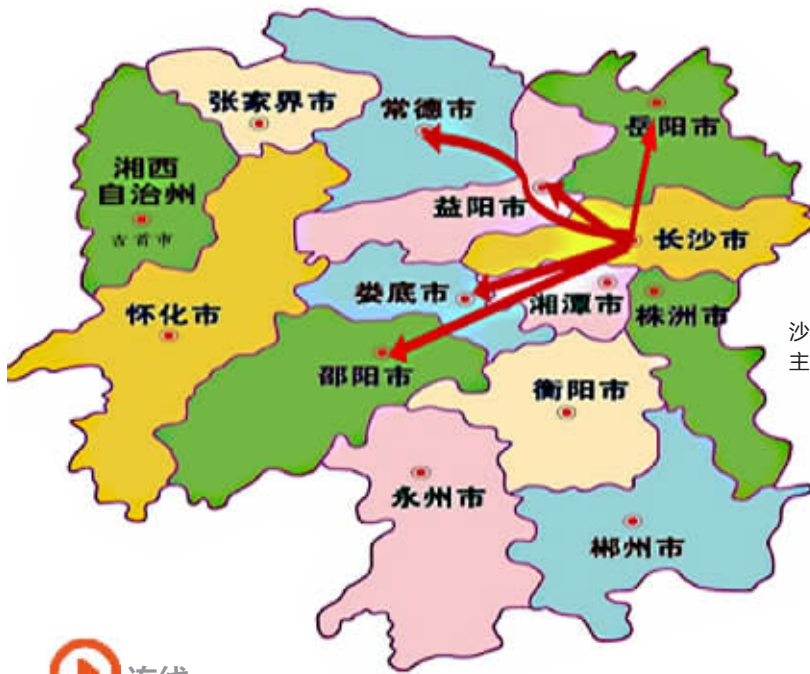 张家界市
常德市
岳阳市
湘西
自治州
吉首市
益阳市
长沙市
怀化市
娄底市
湘潭市
株洲市
沙
主
邵阳市
衡阳市
永州市
郴州市
连线